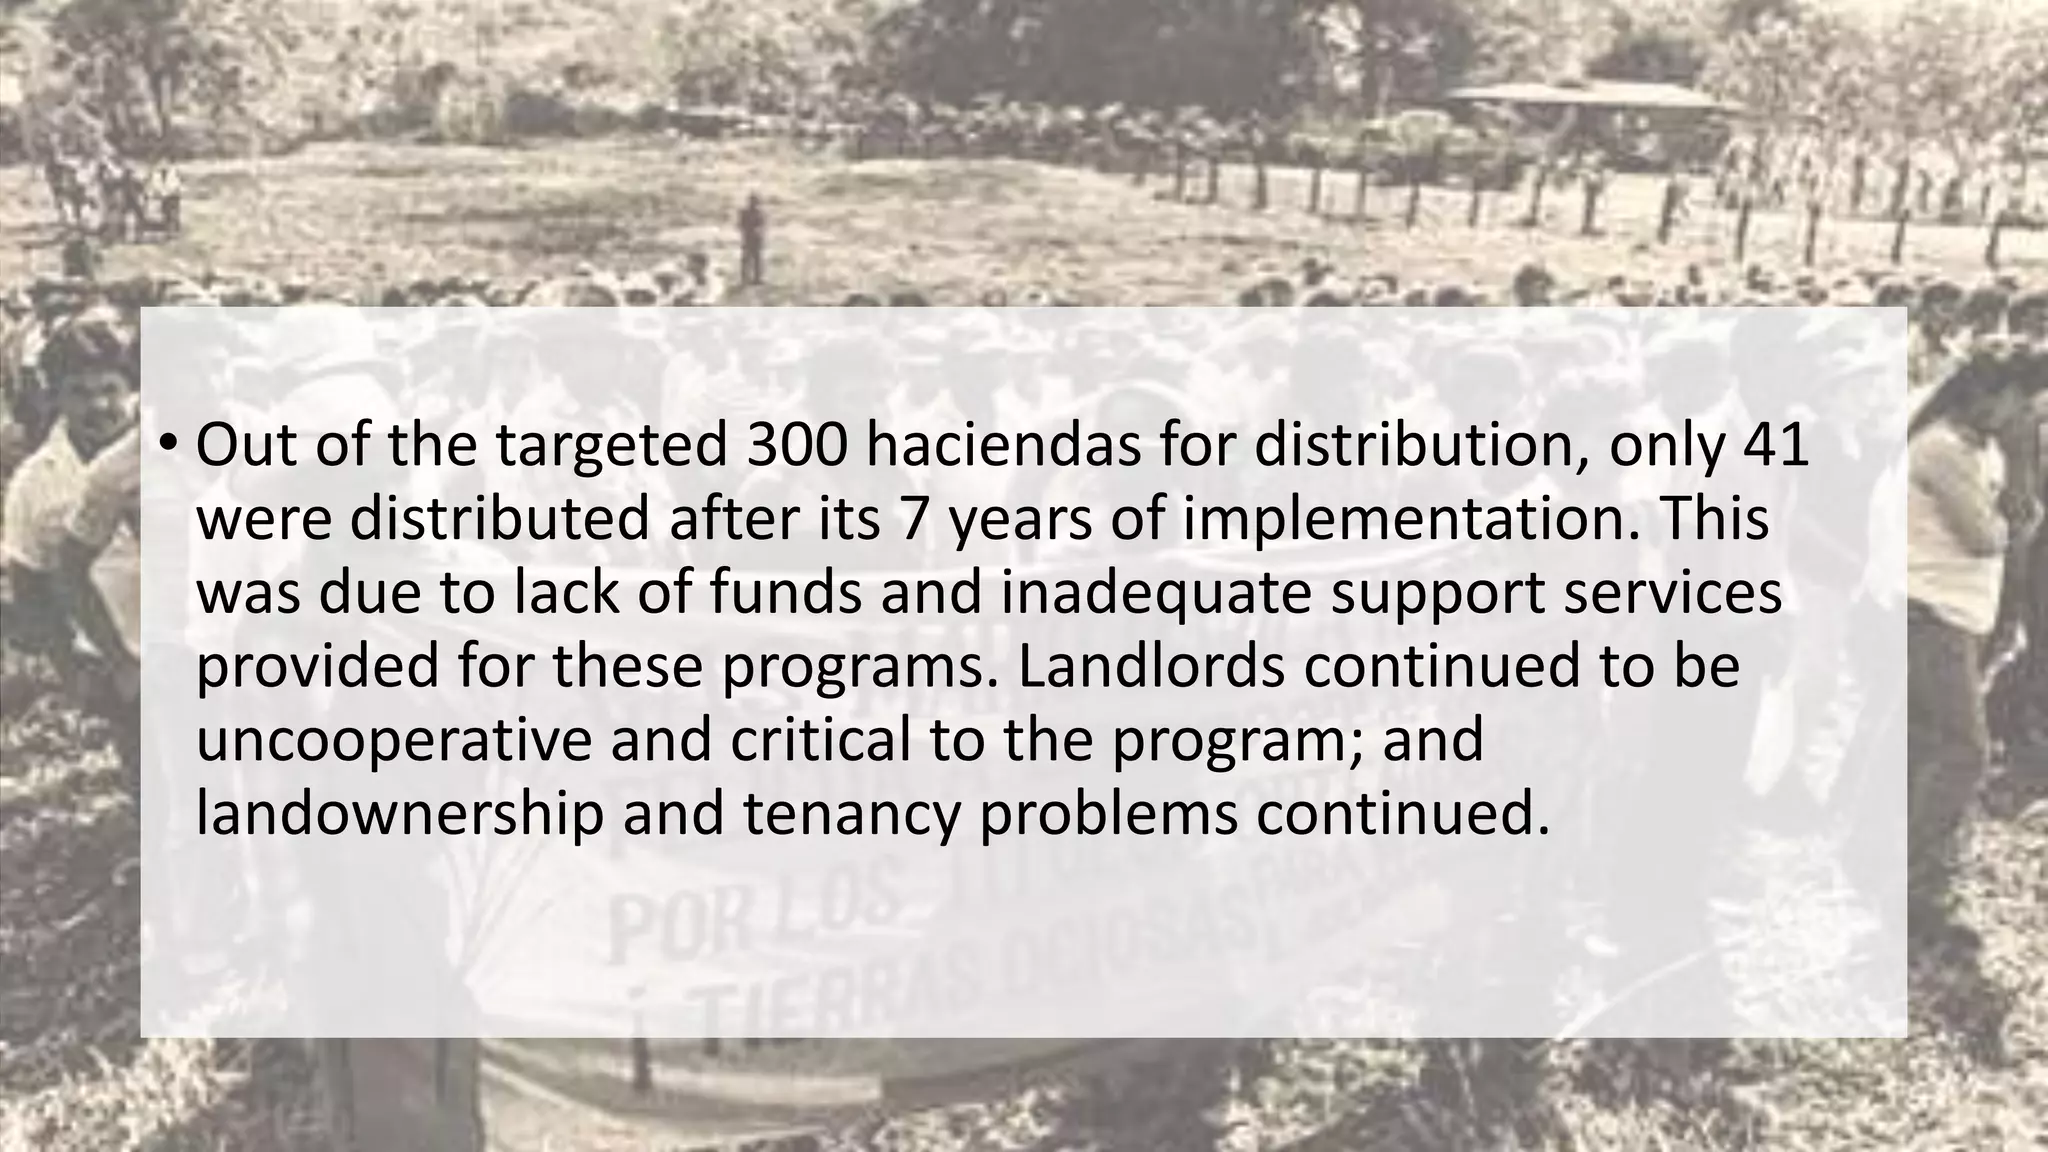 • Out of the targeted 300 haciendas for distribution, only 41
were distributed after its 7 years of implementation. This
was due to lack of funds and inadequate support services
provided for these programs. Landlords continued to be
uncooperative and critical to the program; and
landownership and tenancy problems continued.
POR LOS
¡ TIERRAS OCIOSAS